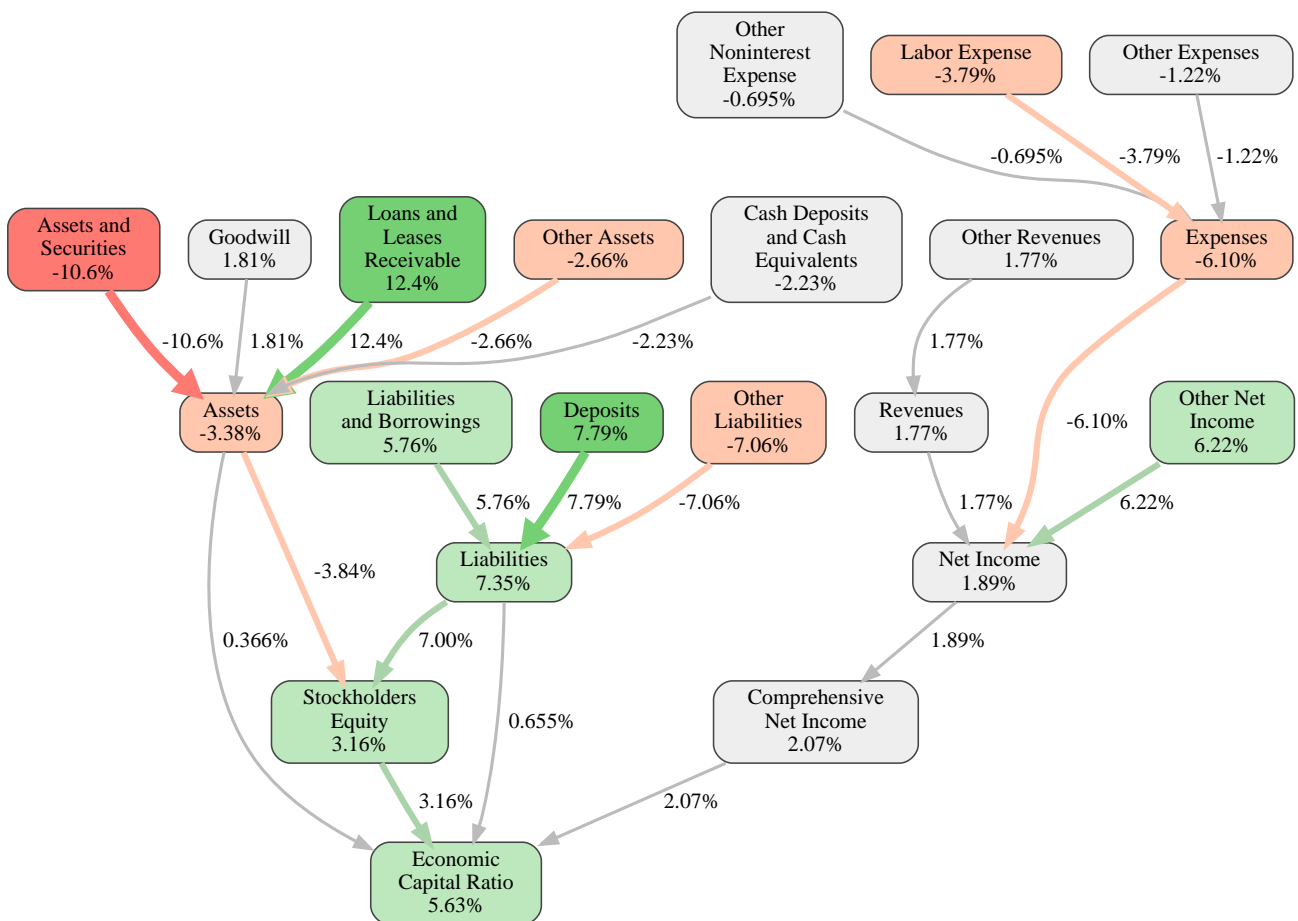 Other
Noninterest
Expense
-0.695%
Labor Expense
-3.79%
Other Expenses
-1.22%
-0.695%
-3.79%
-1.22%
Assets and
Securities
-10.6%
Goodwill
1.81%
Loans and
Leases
Receivable
12.4%
Other Assets
-2.66%
Cash Deposits
and Cash
Equivalents
-2.23%
Other Revenues
1.77%
Expenses
-6.10%
-10.6%
1.81%
12.4%
-2.66%
-2.23%
1.77%
Assets
-3.38%
Liabilities
and Borrowings
5.76%
Deposits
7.79%
Other
Liabilities
-7.06%
Revenues
1.77%
-6.10%
Other Net
Income
6.22%
5.76%
7.79%
-7.06%
1.77%
6.22%
Liabilities
7.35%
Net Income
1.89%
-3.84%
0.366%
7.00%
1.89%
Stockholders
Equity
3.16%
0.655%
Comprehensive
Net Income
2.07%
3.16%
2.07%
Economic
Capital Ratio
5.63%